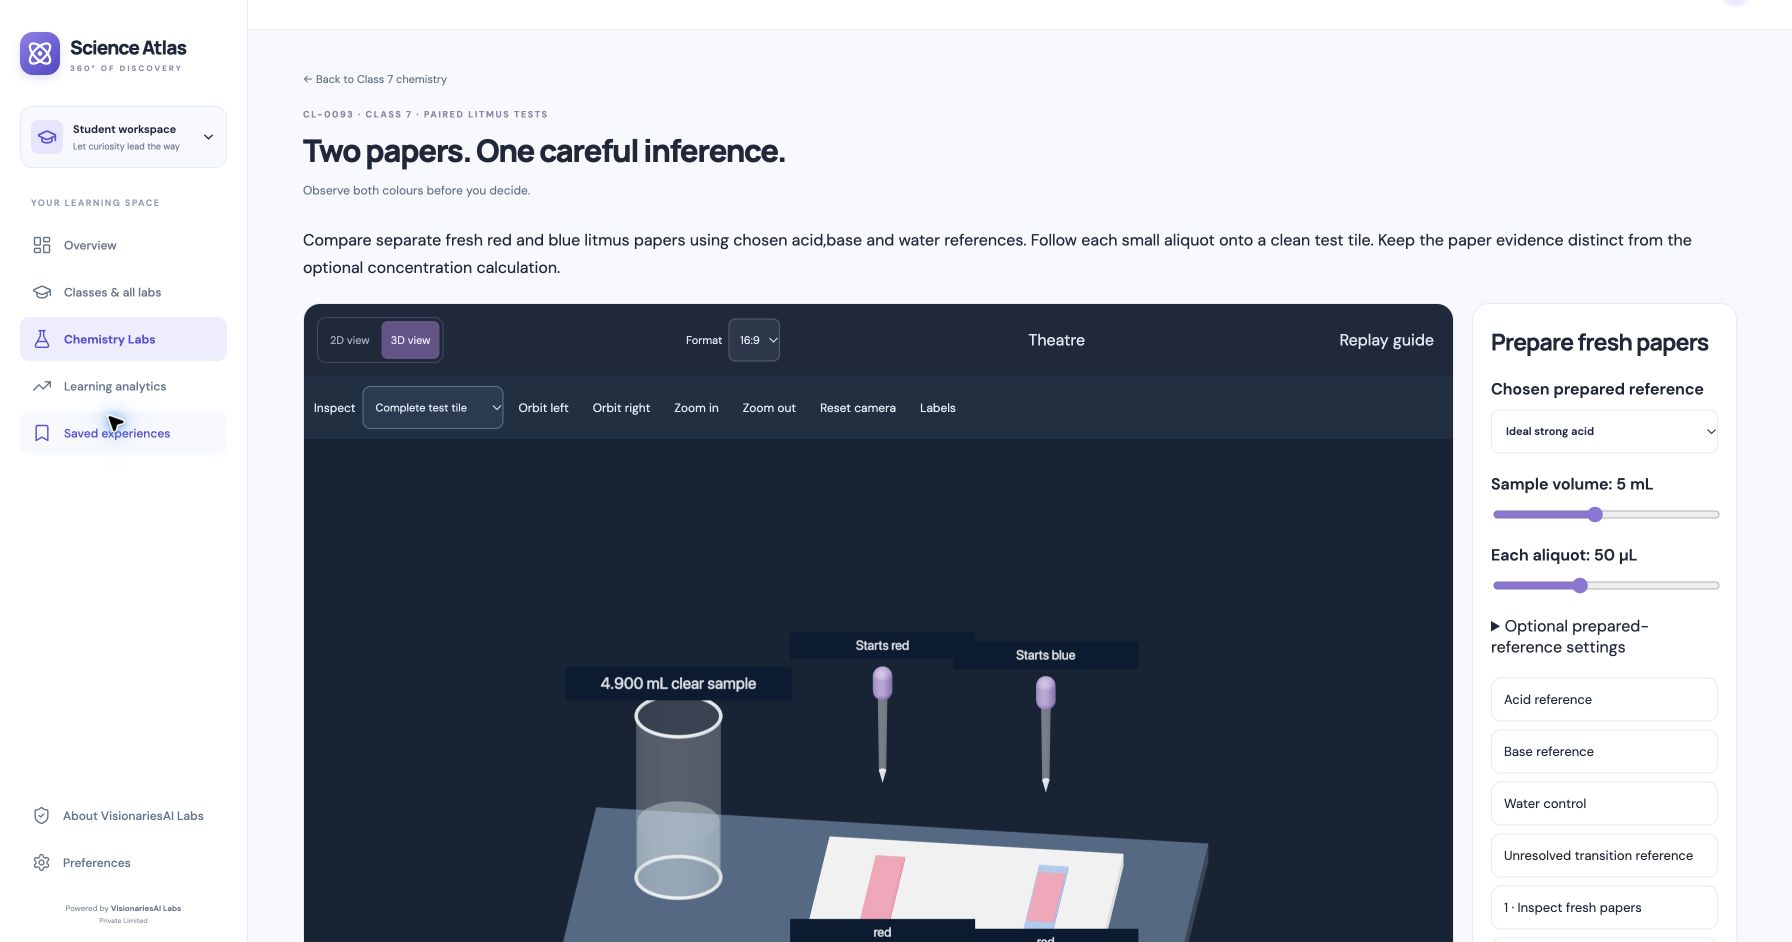 Science Atlas
360° OF DISCOVERY
Student workspace
Let curiosity lead the way
YOUR LEARNING SPACE
Overview
Classes & all labs
Chemistry Labs
Learning analytics
Saved experiences
About VisionariesAI Labs
Preferences
Powered by VisionariesAI Labs
Private Limited
← Back to Class 7 chemistry
CL-0093 · CLASS 7 · PAIRED LITMUS TESTS
Two papers. One careful inference.
Observe both colours before you decide.
Compare separate fresh red and blue litmus papers using chosen acid,base and water references. Follow each small aliquot onto a clean test tile. Keep the paper evidence distinct from the
optional concentration calculation.
2D view
3D view
Format
16:9
Theatre
Replay guide
Inspect
Complete test tile
Orbit left
Orbit right
Zoom in
Zoom out
Reset camera
Labels
Starts red
Starts blue
4.900 mL clear sample
red
red
Prepare fresh papers
Chosen prepared reference
Ideal strong acid
Sample volume: 5 mL
Each aliquot: 50 µL
▶ Optional prepared-
reference settings
Acid reference
Base reference
Water control
Unresolved transition reference
1 · Inspect fresh papers